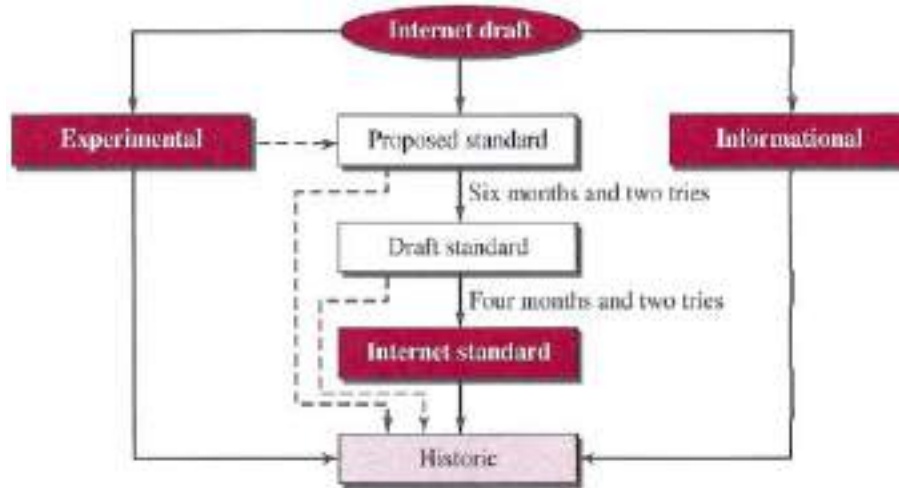 Internet draft
Experimental
Proposed standard
Informational
Six months and two tries
Draft standard
Four months and two tries
Internet standard
Historic